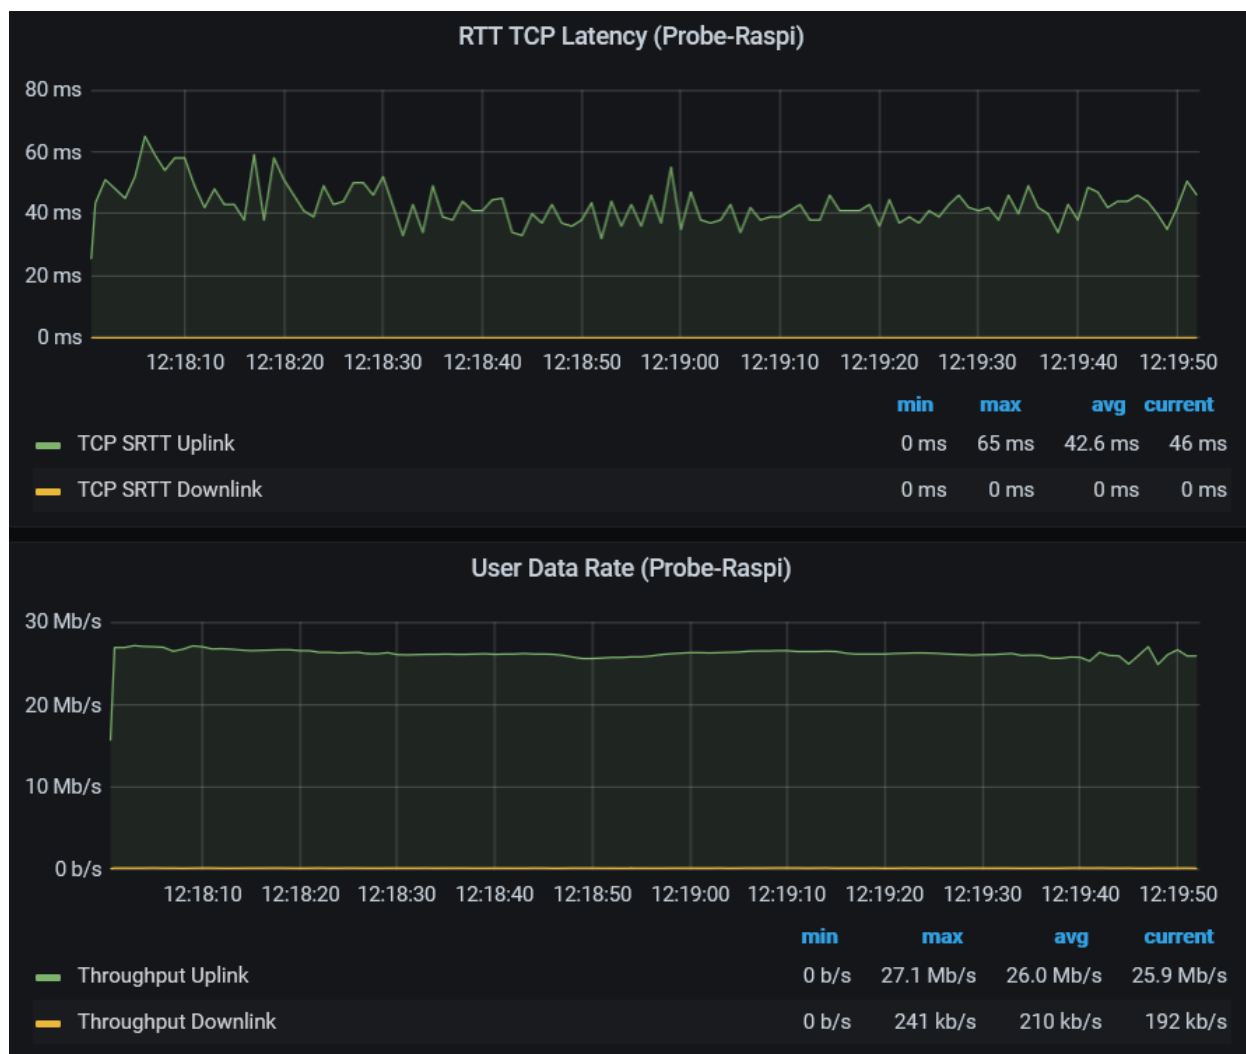 RTT TCP Latency (Probe-Raspi)
80 ms
60 ms
40 ms
20 ms
0 ms
12:18:10 12:18:20 12:18:30 12:18:40 12:18:50 12:19:00 12:19:10 12:19:20 12:19:30 12:19:40 12:19:50
min max avg current
TCP SRTT Uplink 0 ms 65 ms 42.6 ms 46 ms
TCP SRTT Downlink 0 ms 0 ms 0 ms 0 ms
User Data Rate (Probe-Raspi)
30 Mb/s
20 Mb/s
10 Mb/s
0 b/s
12:18:10 12:18:20 12:18:30 12:18:40 12:18:50 12:19:00 12:19:10 12:19:20 12:19:30 12:19:40 12:19:50
min max avg current
Throughput Uplink 0 b/s 27.1 Mb/s 26.0 Mb/s 25.9 Mb/s
Throughput Downlink 0 b/s 241 kb/s 210 kb/s 192 kb/s